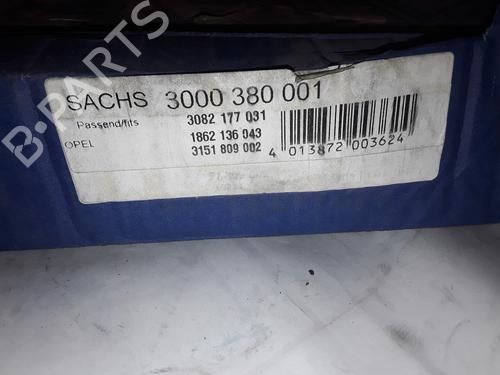 B-PARTS
SACHS 3000 380 001
Passend/fits 3082 177 031
1862 136 043
OPEL 3151 809 002
4 013872 003624